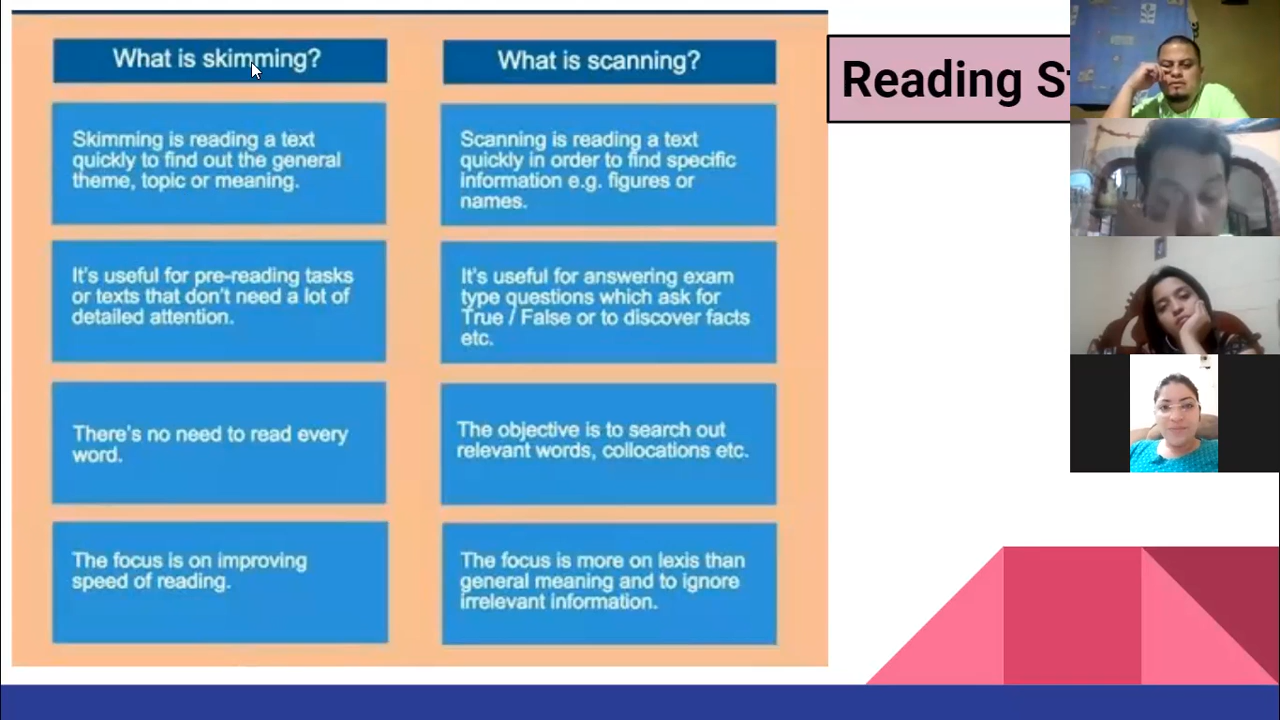 What is skimming?
Skimming is reading a text
quickly to find out the general
theme, topic or meaning.
It's useful for pre-reading tasks
or texts that don't need a lot of
detailed attention.
There's no need to read every
word.
The focus is on improving
speed of reading.
What is scanning?
Scanning is reading a text
quickly in order to find specific
information e.g. figures or
names.
It's useful for answering exam
type questions which ask for
True / False or to discover facts
etc.
The objective is to search out
relevant words, collocations etc.
The focus is more on lexis than
general meaning and to ignore
irrelevant information.
Reading